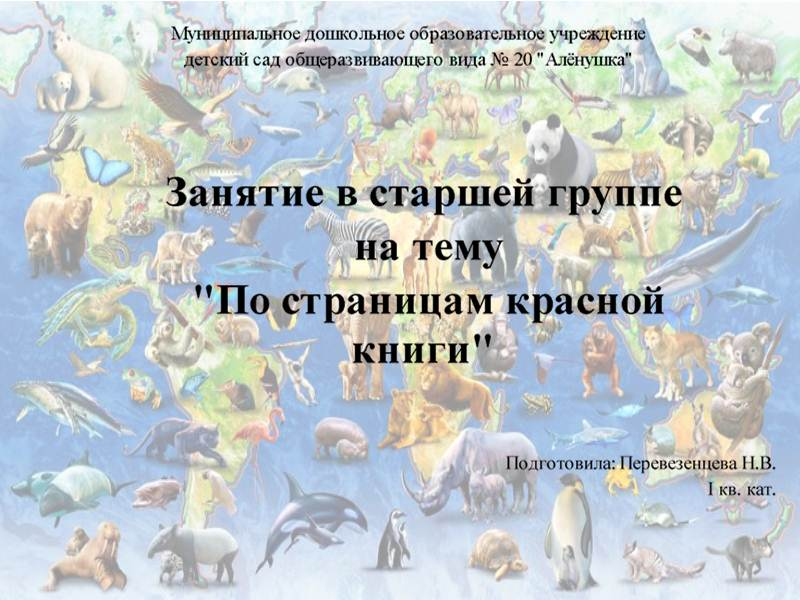 Муниципальное дошкольное образовательное учреждение
детский сад общеразвивающего вида № 20 "Алёнушка"
Занятие в старшей группе
на тему
"По страницам красной
книги"
Подготовила: Перевезенцева Н.В.
I кв. кат.